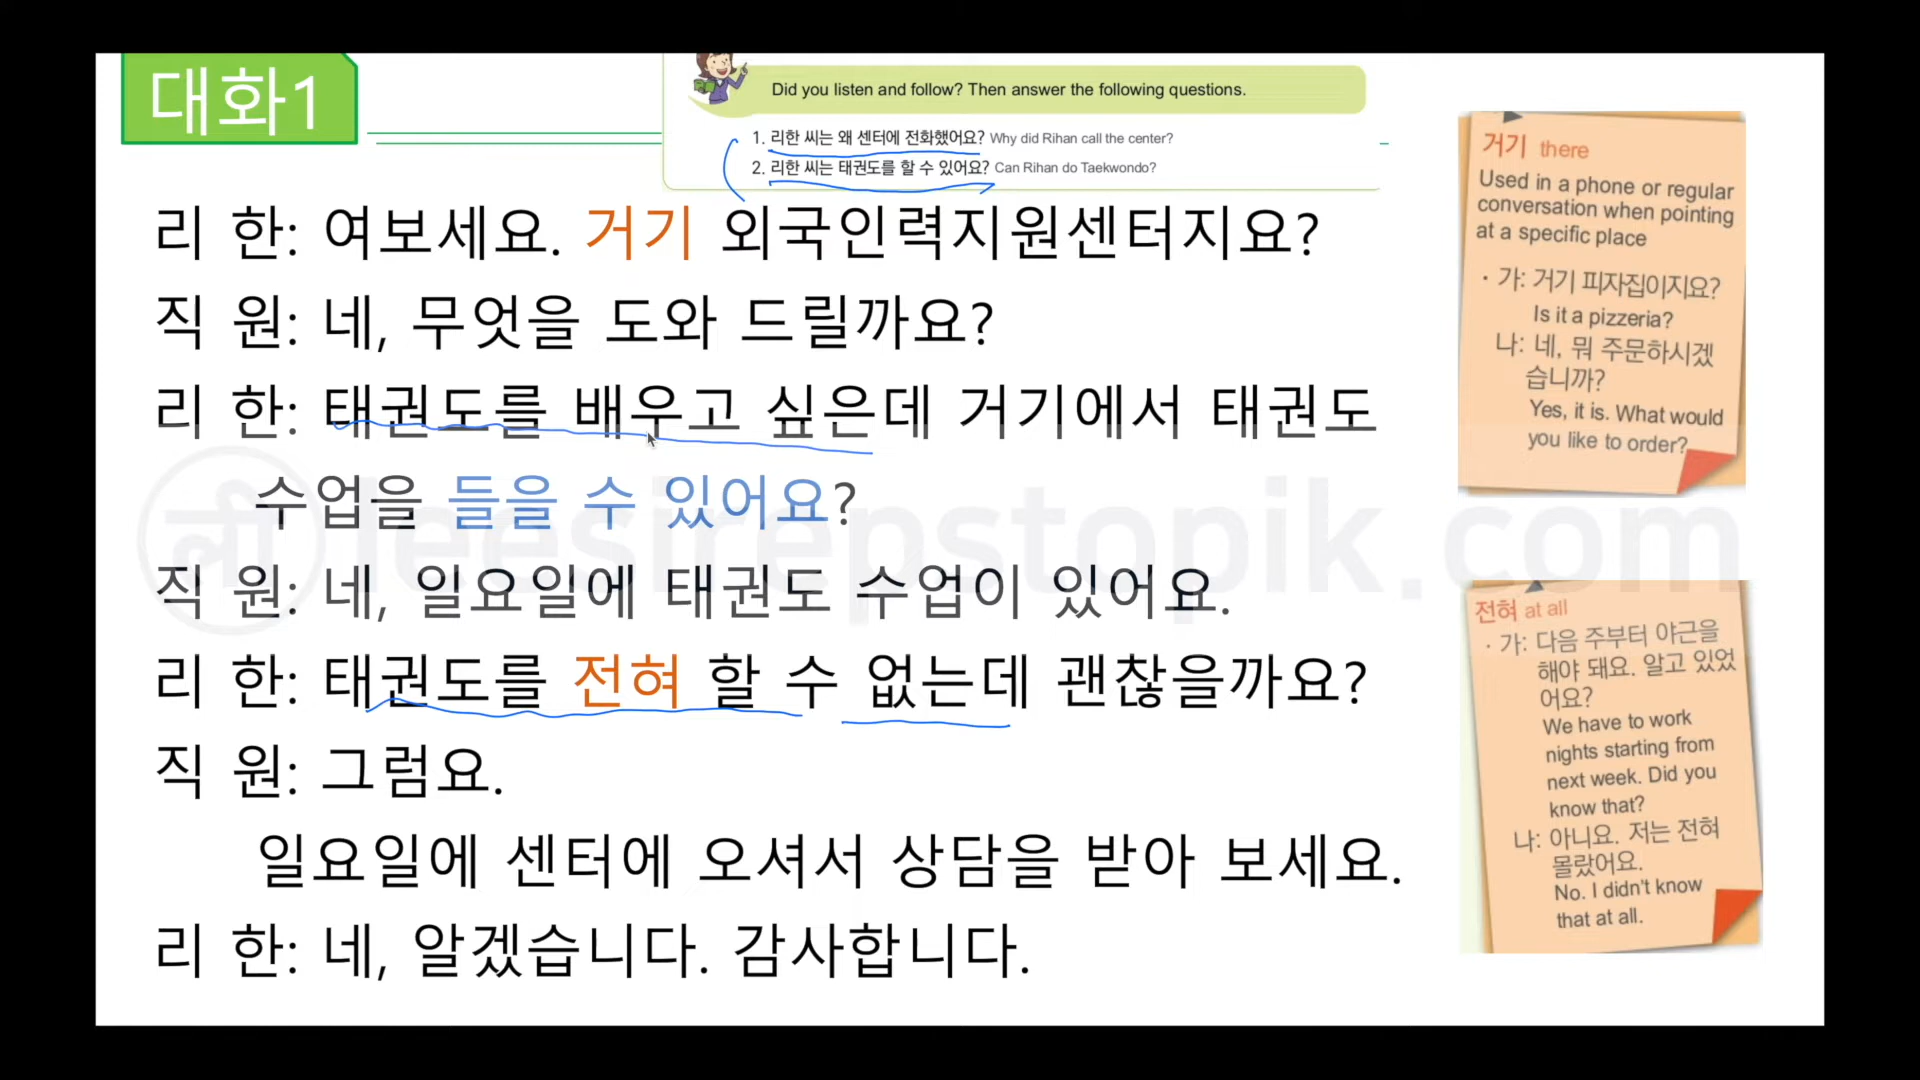 대화1
Did you listen and follow? Then answer the following questions.
1. 리한 씨는 왜 센터에 전화했어요? Why did Rihan call the center?
2. 리한 씨는 태권도를 할 수 있어요? Can Rihan do Taekwondo?
리 한: 여보세요. 거기 외국인력지원센터지요?
직 원: 네, 무엇을 도와 드릴까요?
리 한: 태권도를 배우고 싶은데 거기에서 태권도
수업을 들을 수 있어요?
직 원: 네, 일요일에 태권도 수업이 있어요.
리 한: 태권도를 전혀 할 수 없는데 괜찮을까요?
직 원: 그럼요.
일요일에 센터에 오셔서 상담을 받아 보세요.
리 한: 네, 알겠습니다. 감사합니다.
거기 there
Used in a phone or regular
conversation when pointing
at a specific place
· 가: 거기 피자집이지요?
Is it a pizzeria?
나: 네, 뭐 주문하시겠
습니까?
Yes, it is. What would
you like to order?
전혀 at all
· 가: 다음 주부터 야근을
해야 돼요. 알고 있었
어요?
We have to work
nights starting from
next week. Did you
know that?
나: 아니요. 저는 전혀
몰랐어요.
No. I didn't know
that at all.
ली leesirepstopik.com